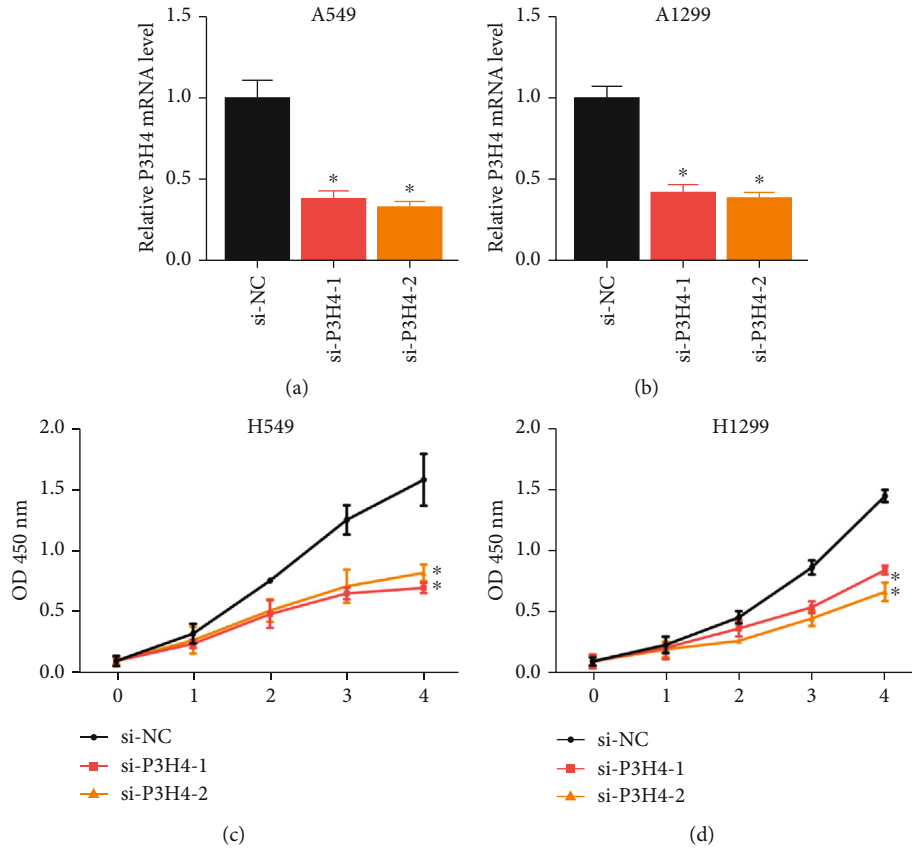 A549
Relative P3H4 mRNA level
1.5
1.0
0.5
0.0
*
*
si-NC
si-P3H4-1
si-P3H4-2
(a)
A1299
Relative P3H4 mRNA level
1.5
1.0
0.5
0.0
*
*
si-NC
si-P3H4-1
si-P3H4-2
(b)
H549
OD 450 nm
2.0
1.5
1.0
0.5
0.0
*
*
0 1 2 3 4
si-NC
si-P3H4-1
si-P3H4-2
(c)
H1299
OD 450 nm
2.0
1.5
1.0
0.5
0.0
*
*
0 1 2 3 4
si-NC
si-P3H4-1
si-P3H4-2
(d)